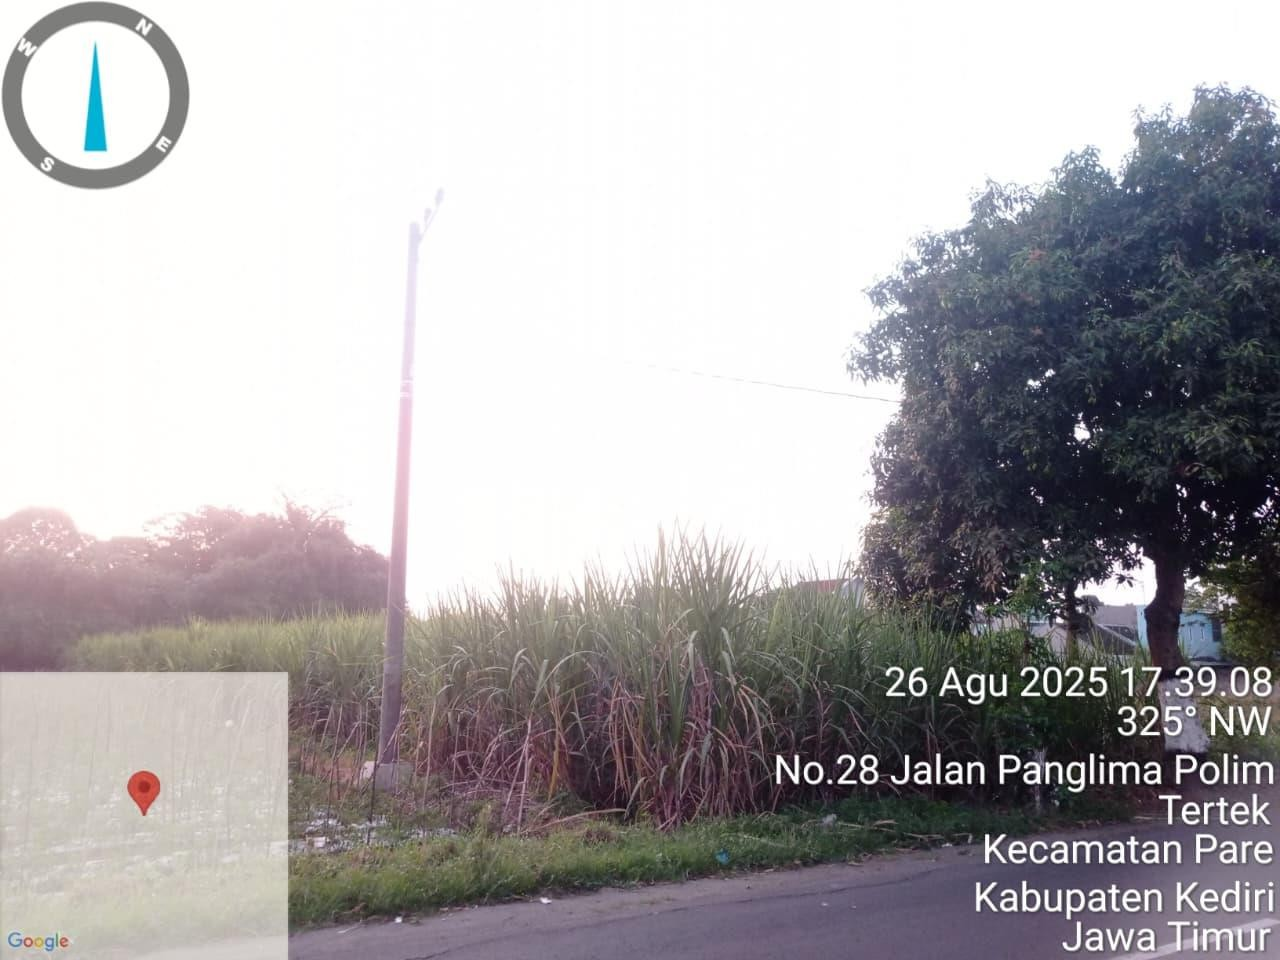 N
W
E
S
26 Agu 2025 17.39.08
325° NW
No.28 Jalan Panglima Polim
Tertek
Kecamatan Pare
Kabupaten Kediri
Jawa Timur
Google